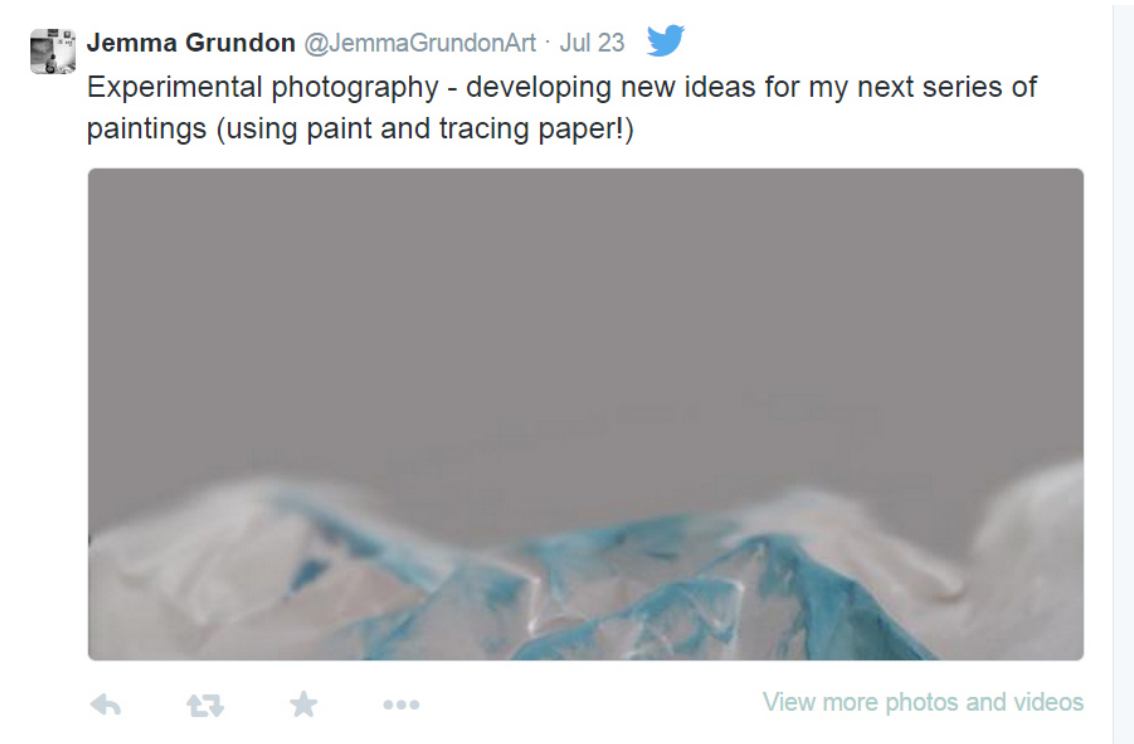 Jemma Grundon @JemmaGrundonArt · Jul 23
Experimental photography - developing new ideas for my next series of
paintings (using paint and tracing paper!)
View more photos and videos